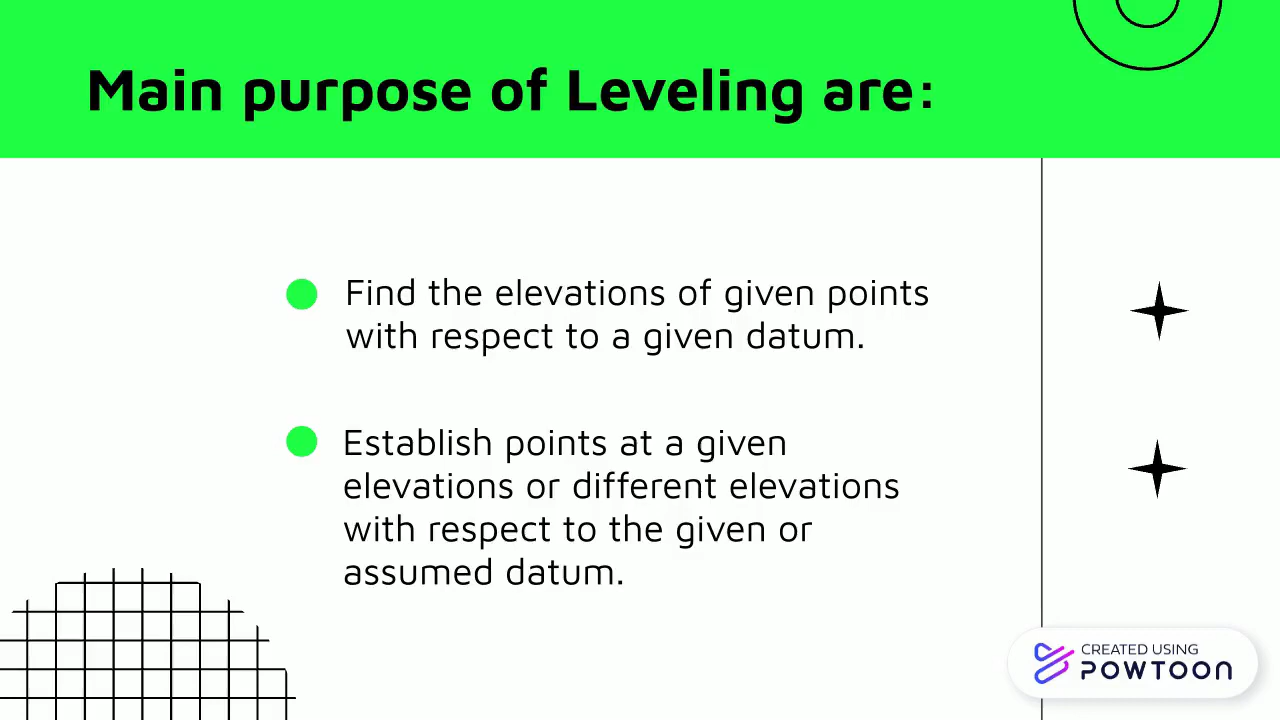 Main purpose of Leveling are:
Find the elevations of given points
with respect to a given datum.
Establish points at a given
elevations or different elevations
with respect to the given or
assumed datum.
CREATED USING
POWTOON